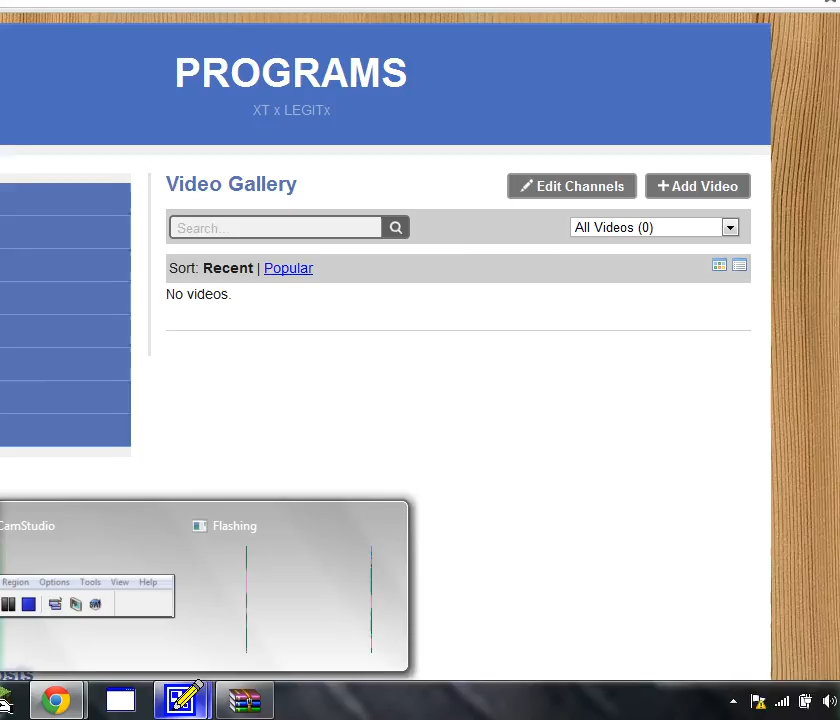 PROGRAMS
XT x LEGITx
Video Gallery
Edit Channels
Add Video
Search...
All Videos (0)
Sort: Recent | Popular
No videos.
CamStudio
Flashing
Region Options Tools View Help